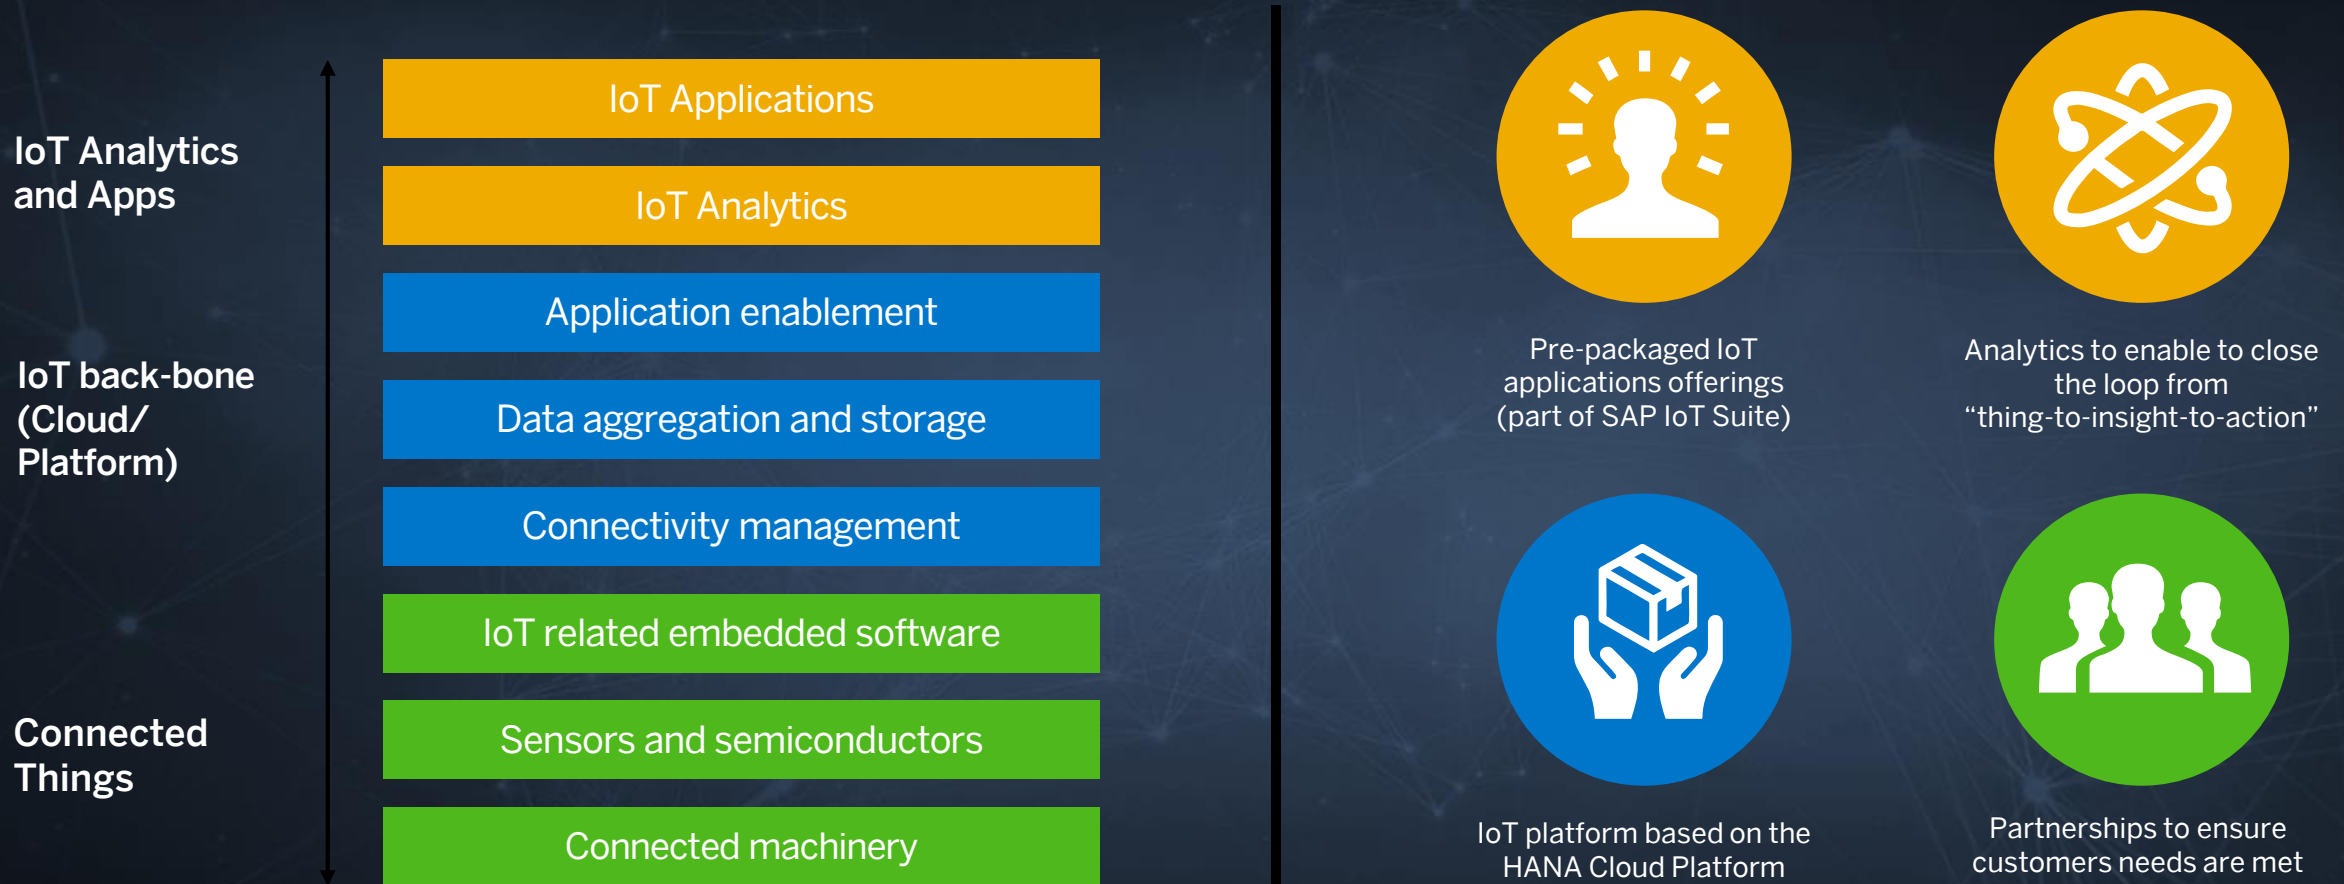 IoT Analytics
and Apps
IoT back-bone
(Cloud/
Platform)
Connected
Things
IoT Applications
IoT Analytics
Application enablement
Data aggregation and storage
Connectivity management
IoT related embedded software
Sensors and semiconductors
Connected machinery
Pre-packaged IoT
applications offerings
(part of SAP IoT Suite)
Analytics to enable to close
the loop from
“thing-to-insight-to-action”
IoT platform based on the
HANA Cloud Platform
Partnerships to ensure
customers needs are met